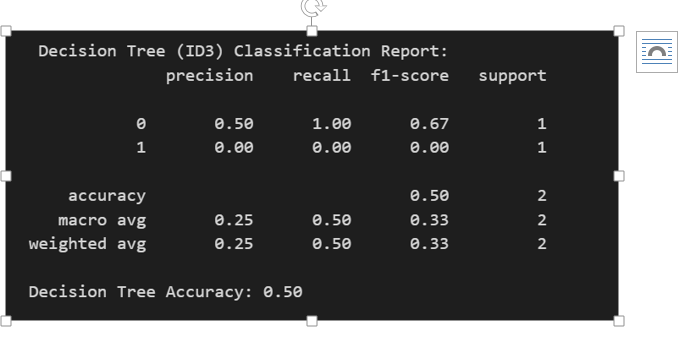 Decision Tree (ID3) Classification Report:
precision recall f1-score support
0 0.50 1.00 0.67 1
1 0.00 0.00 0.00 1
accuracy 0.50 2
macro avg 0.25 0.50 0.33 2
weighted avg 0.25 0.50 0.33 2
Decision Tree Accuracy: 0.50